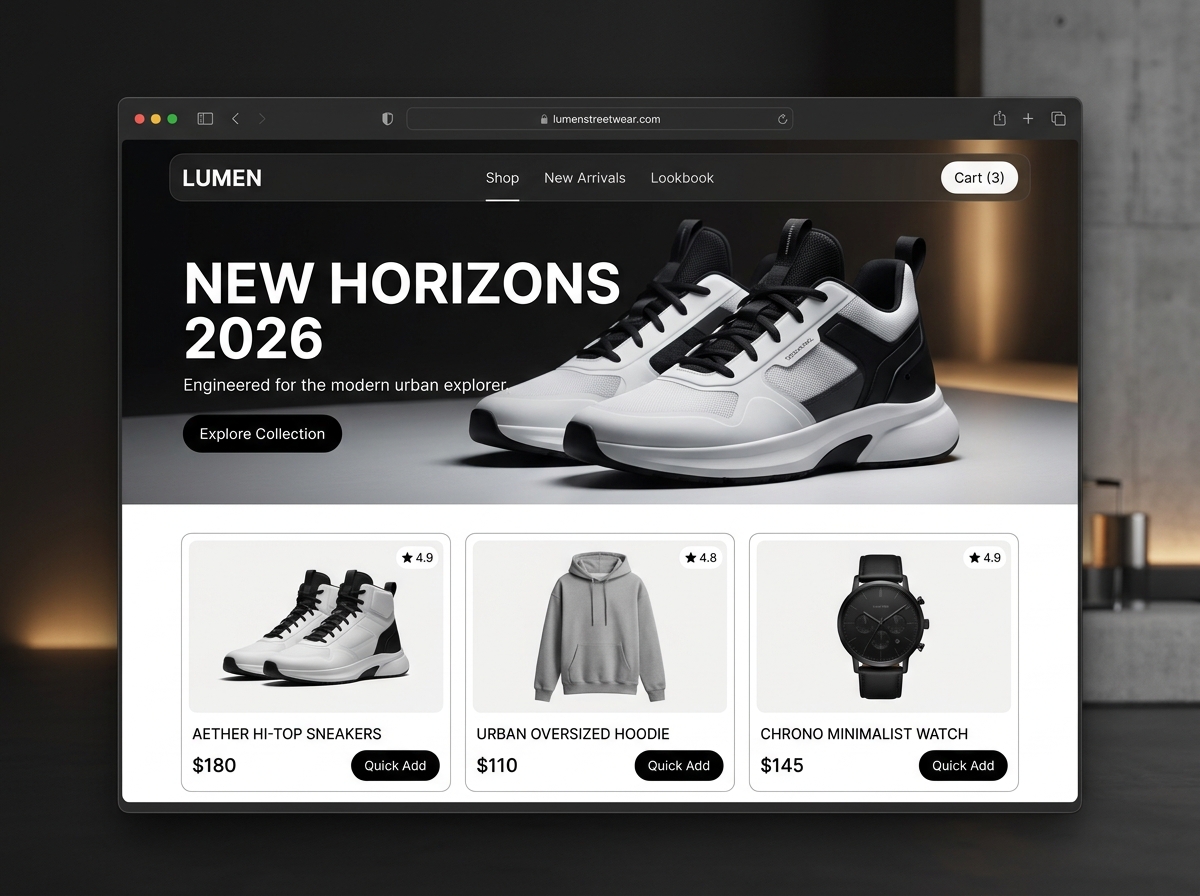 lumenstreetwear.com
LUMEN
Shop
New Arrivals
Lookbook
Cart (3)
NEW HORIZONS
2026
Engineered for the modern urban explorer.
Explore Collection
★ 4.9
★ 4.8
★ 4.9
AETHER HI-TOP SNEAKERS
URBAN OVERSIZED HOODIE
CHRONO MINIMALIST WATCH
$180
Quick Add
$110
Quick Add
$145
Quick Add